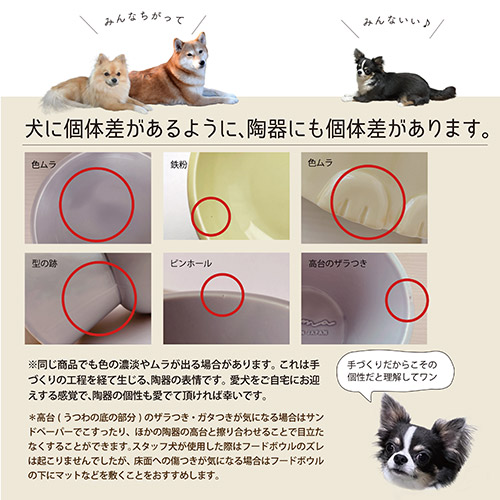 みんなちがって
みんないい♪
犬に個体差があるように、陶器にも個体差があります。
色ムラ
鉄粉
色ムラ
型の跡
ピンホール
高台のザラつき
JAPAN
※同じ商品でも色の濃淡やムラが出る場合があります。これは手
づくりの工程を経て生じる、陶器の表情です。愛犬をご自宅にお迎
えする感覚で、陶器の個性も愛でて頂ければ幸いです。
手づくりだからこその
個性だと理解してワン
＊高台(うつわの底の部分)のザラつき・ガタつきが気になる場合はサン
ドペーパーでこすったり、ほかの陶器の高台と擦り合わせることで目立た
なくすることができます。スタッフ犬が使用した際はフードボウルのズレ
は起こりませんでしたが、床面への傷つきが気になる場合はフードボウル
の下にマットなどを敷くことをおすすめします。